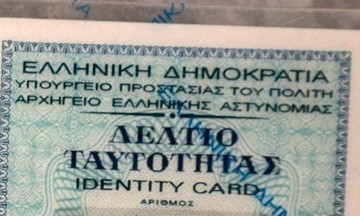 ΕΛΛΗΝΙΚΗ ΔΗΜΟΚΡΑΤΙΑ
ΥΠΟΥΡΓΕΙΟ ΠΡΟΣΤΑΣΙΑΣ ΤΟΥ ΠΟΛΙΤΗ
ΑΡΧΗΓΕΙΟ ΕΛΛΗΝΙΚΗΣ ΑΣΤΥΝΟΜΙΑΣ
ΔΕΛΤΙΟ
ΤΑΥΤΟΤΗΤΑΣ
IDENTITY CARD
ΑΡΙΘΜΟΣ